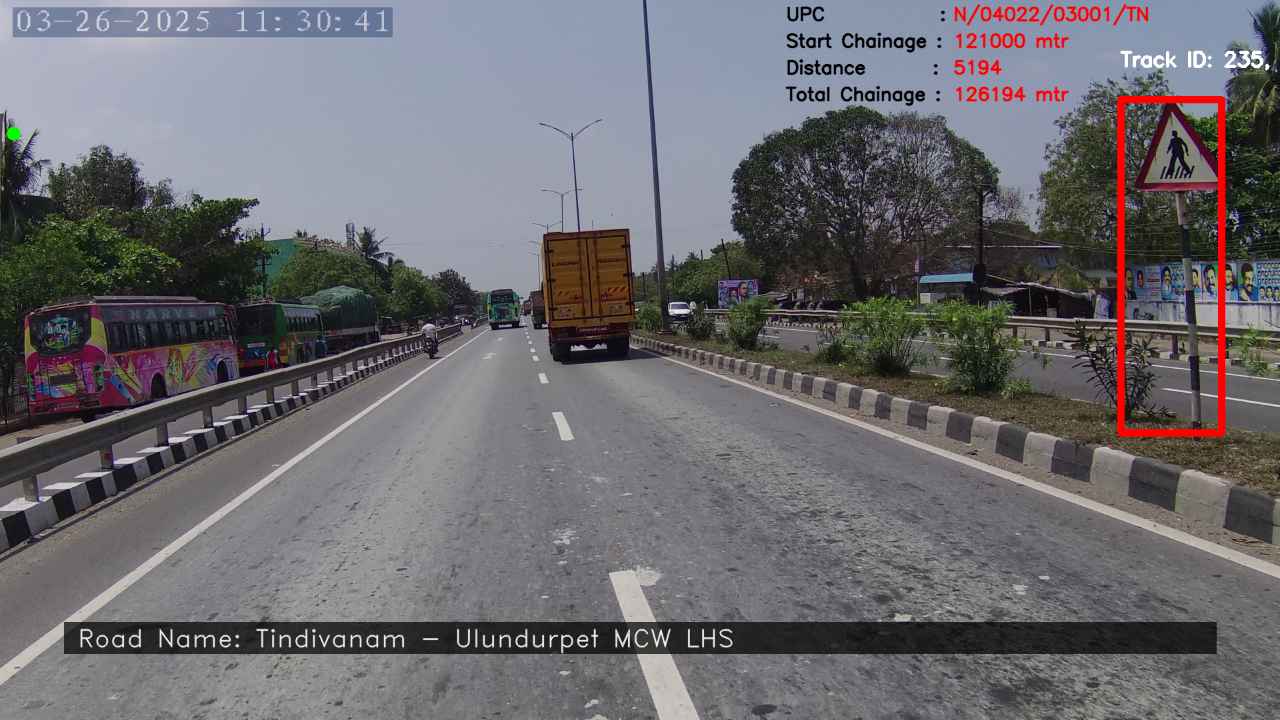 03-26-2025 11:30:41
UPC : N/04022/03001/TN
Start Chainage : 121000 mtr
Distance : 5194
Total Chainage : 126194 mtr
Track ID: 235,
Road Name: Tindivanam - Ulundurpet MCW LHS